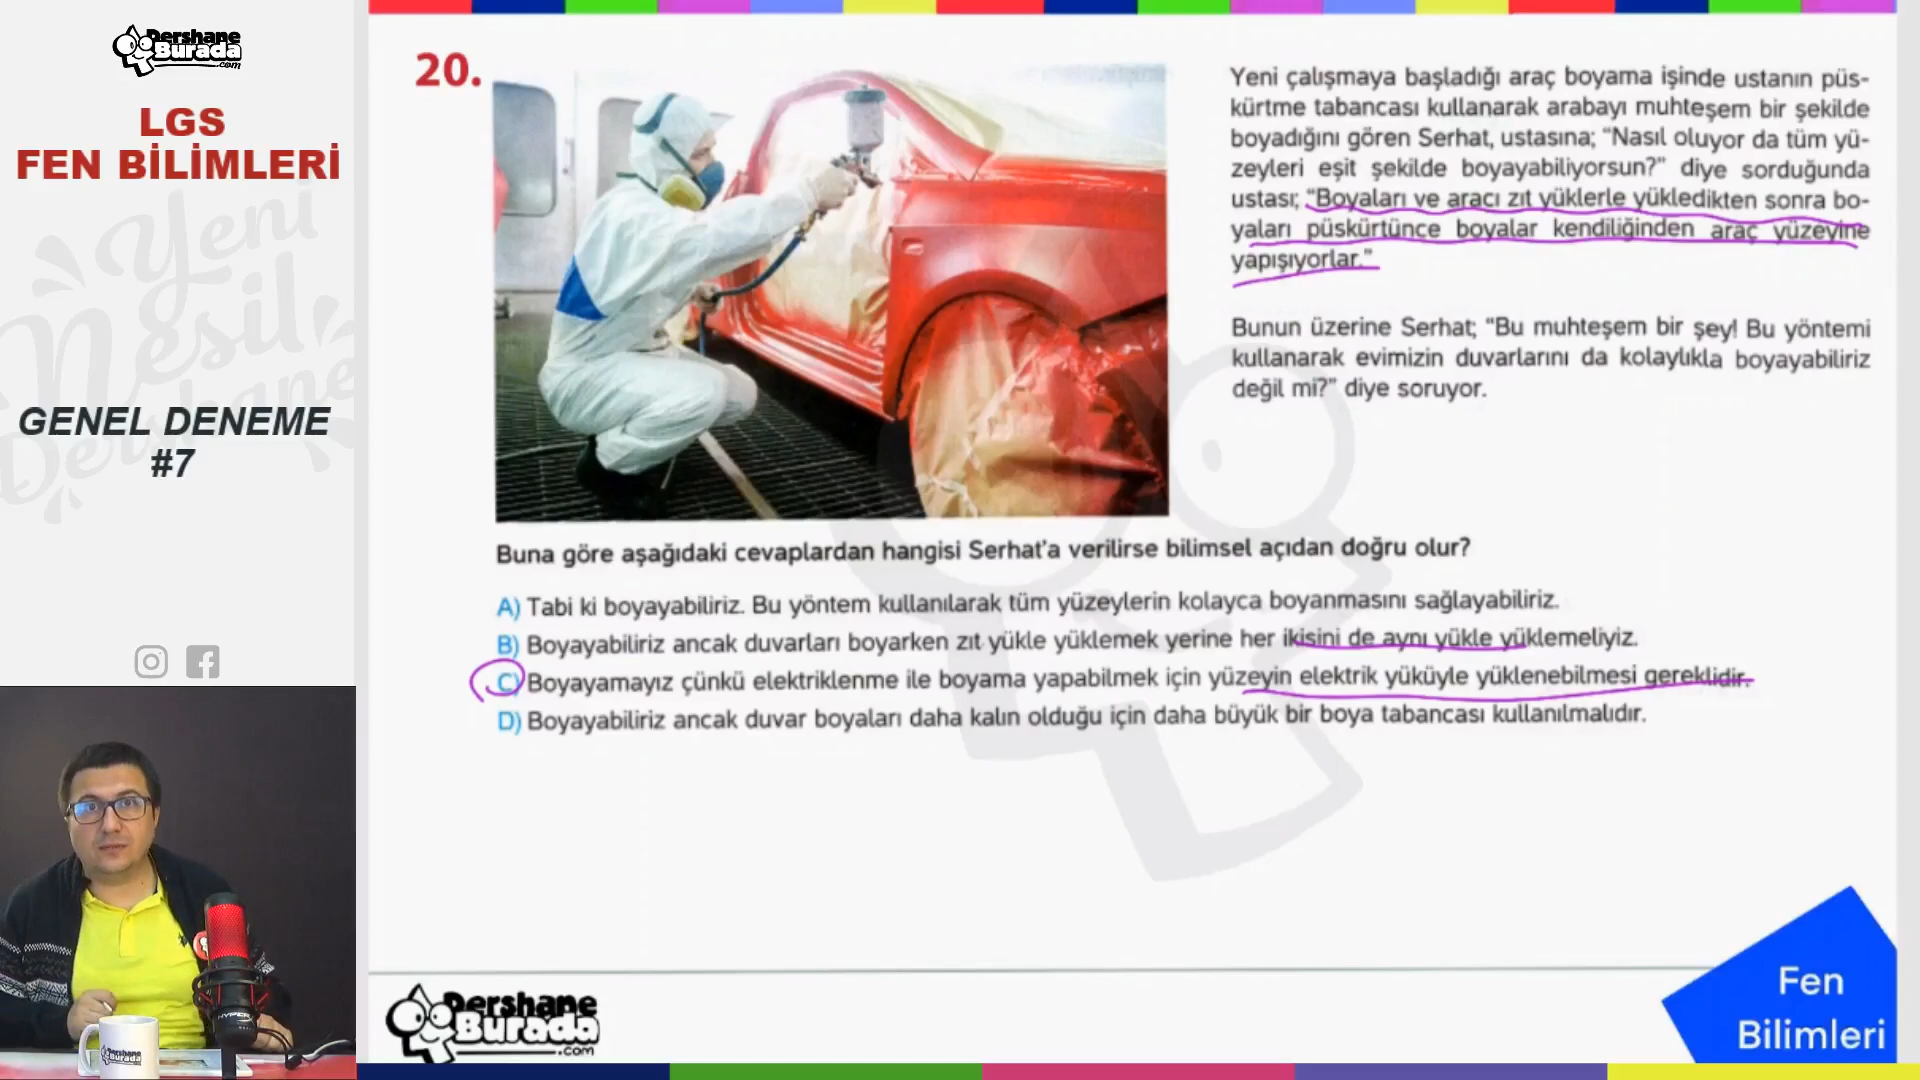 Dershane
Burada
.com
LGS
FEN BİLİMLERİ
Yeni
Nesil
Dershane
GENEL DENEME
#7
20.
Yeni çalışmaya başladığı araç boyama işinde ustanın püs-
kürtme tabancası kullanarak arabayı muhteşem bir şekilde
boyadığını gören Serhat, ustasına; “Nasıl oluyor da tüm yü-
zeyleri eşit şekilde boyayabiliyorsun?” diye sorduğunda
ustası; “Boyaları ve aracı zıt yüklerle yükledikten sonra bo-
yaları püskürtünce boyalar kendiliğinden araç yüzeyine
yapışıyorlar.”
Bunun üzerine Serhat; “Bu muhteşem bir şey! Bu yöntemi
kullanarak evimizin duvarlarını da kolaylıkla boyayabiliriz
değil mi?” diye soruyor.
Buna göre aşağıdaki cevaplardan hangisi Serhat’a verilirse bilimsel açıdan doğru olur?
A) Tabi ki boyayabiliriz. Bu yöntem kullanılarak tüm yüzeylerin kolayca boyanmasını sağlayabiliriz.
B) Boyayabiliriz ancak duvarları boyarken zıt yükle yüklemek yerine her ikisini de aynı yükle yüklemeliyiz.
C) Boyayamayız çünkü elektriklenme ile boyama yapabilmek için yüzeyin elektrik yüküyle yüklenebilmesi gereklidir.
D) Boyayabiliriz ancak duvar boyaları daha kalın olduğu için daha büyük bir boya tabancası kullanılmalıdır.
HYPERX
Dershane
Burada
Dershane
Burada
.com
Fen
Bilimleri